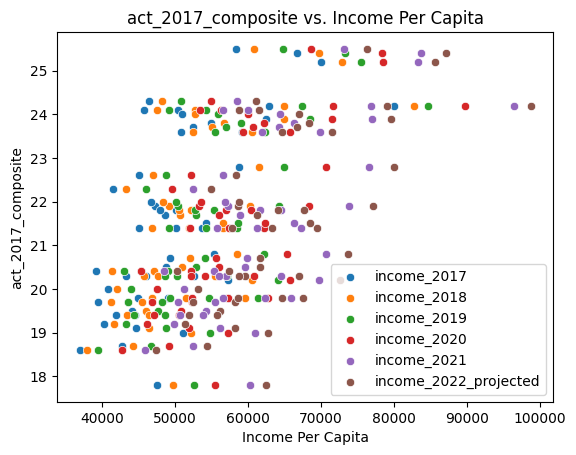 act_2017_composite vs. Income Per Capita
act_2017_composite
25
24
23
22
21
20
19
18
40000 50000 60000 70000 80000 90000 100000
Income Per Capita
income_2017
income_2018
income_2019
income_2020
income_2021
income_2022_projected